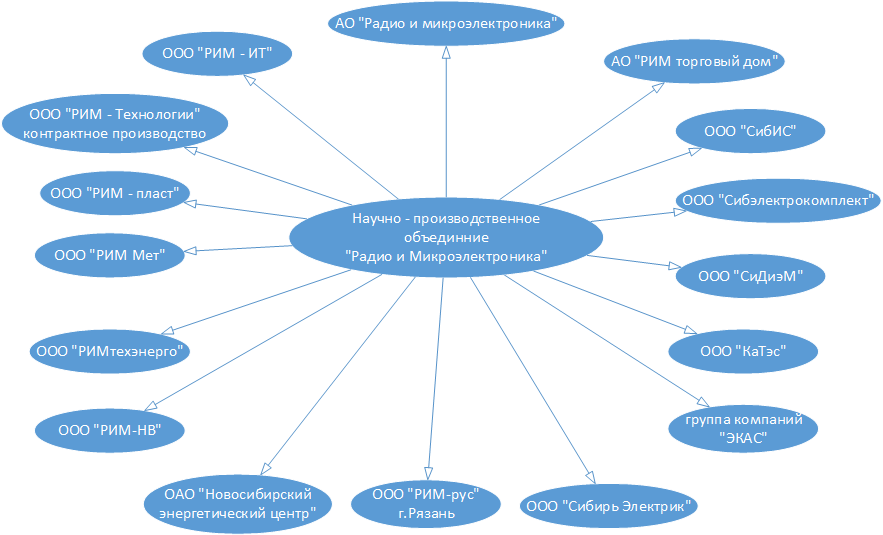 АО "Радио и микроэлектроника"
ООО "РИМ - ИТ"
АО "РИМ торговый дом"
ООО "РИМ - Технологии"
контрактное производство
ООО "СибИС"
ООО "РИМ - пласт"
ООО "Сибэлектрокомплект"
Научно - производственное
объединние
"Радио и Микроэлектроника"
ООО "РИМ Мет"
ООО "СиДиэМ"
ООО "РИМтехэнерго"
ООО "КаТэс"
ООО "РИМ-НВ"
группа компаний
"ЭКАС"
ОАО "Новосибирский
энергетический центр"
ООО "РИМ-рус"
г.Рязань
ООО "Сибирь Электрик"